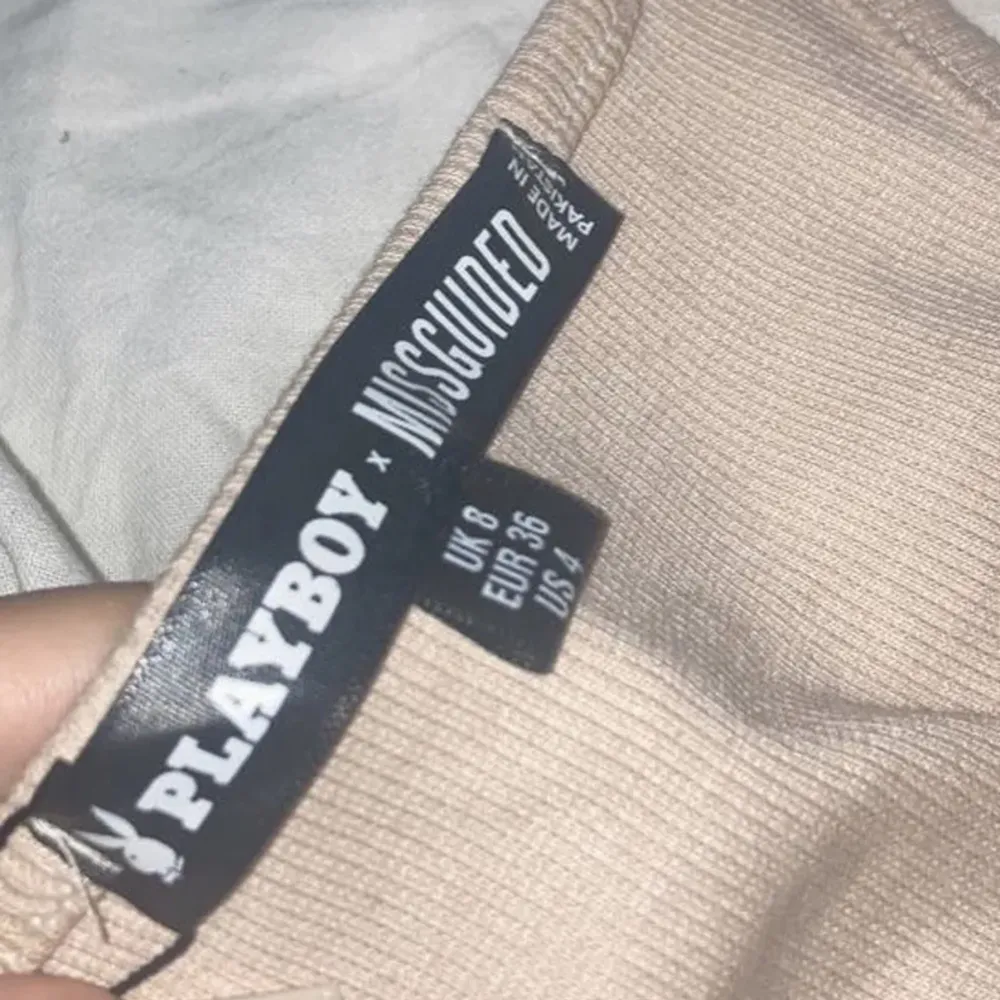 PLAYBOY x MISSGUIDED
MADE IN
PAKISTAN
UK 8
EUR 36
US 4